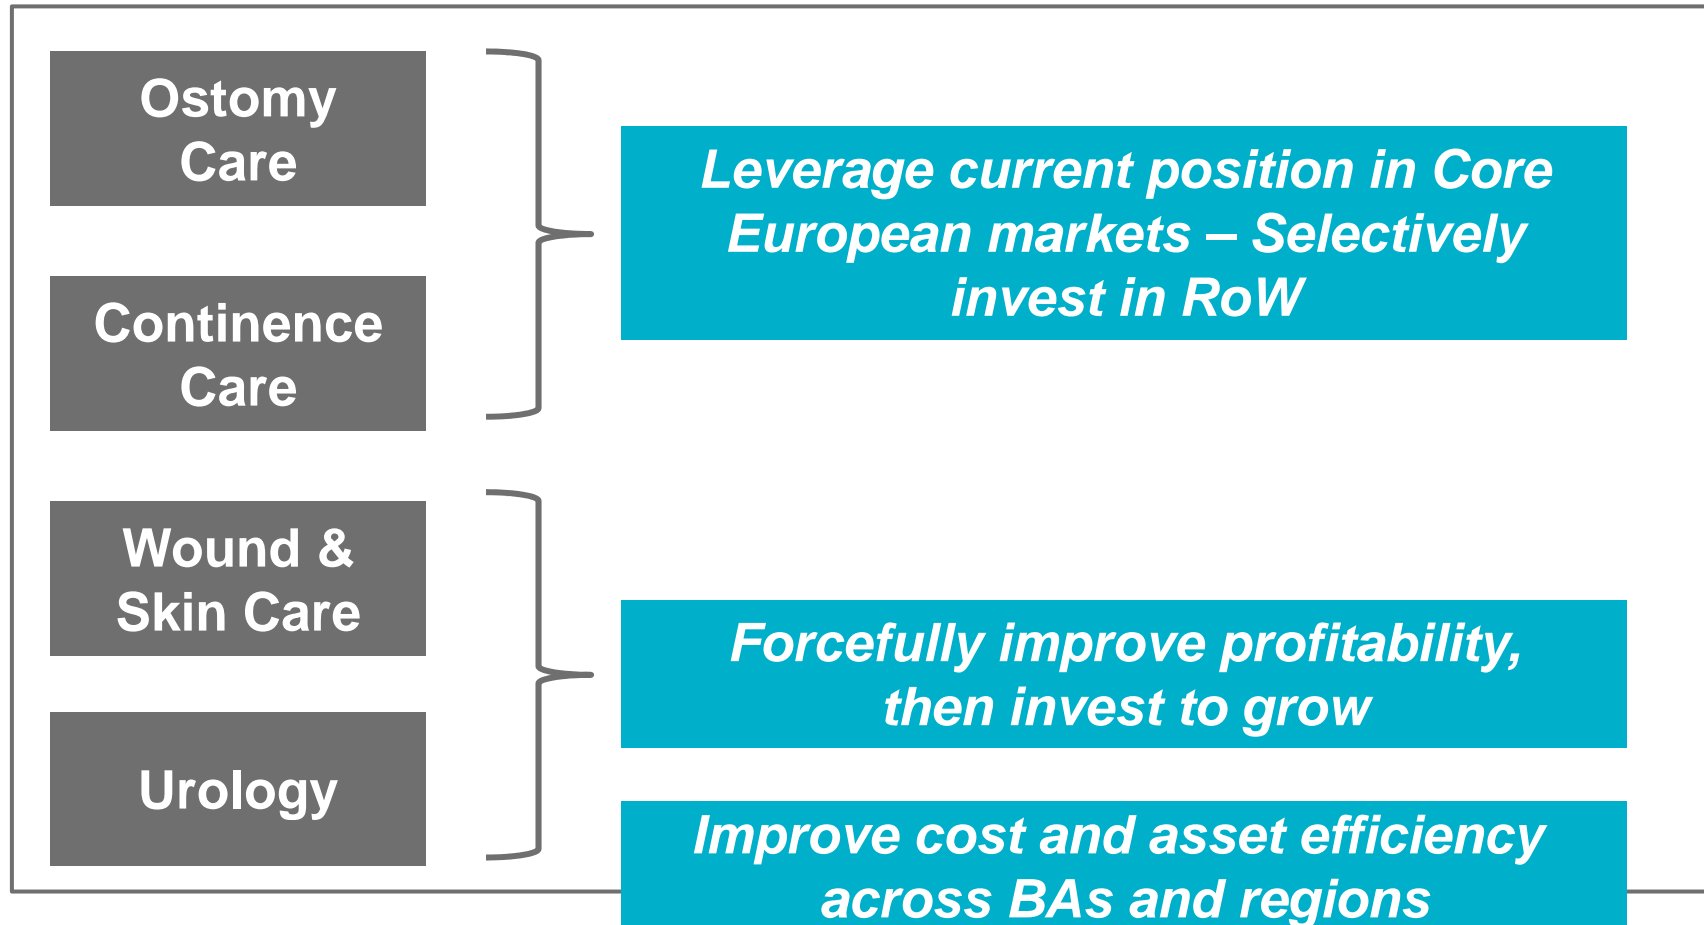 Ostomy
Care
Continence
Care
Leverage current position in Core
European markets – Selectively
invest in RoW
Wound &
Skin Care
Urology
Forcefully improve profitability,
then invest to grow
Improve cost and asset efficiency
across BAs and regions